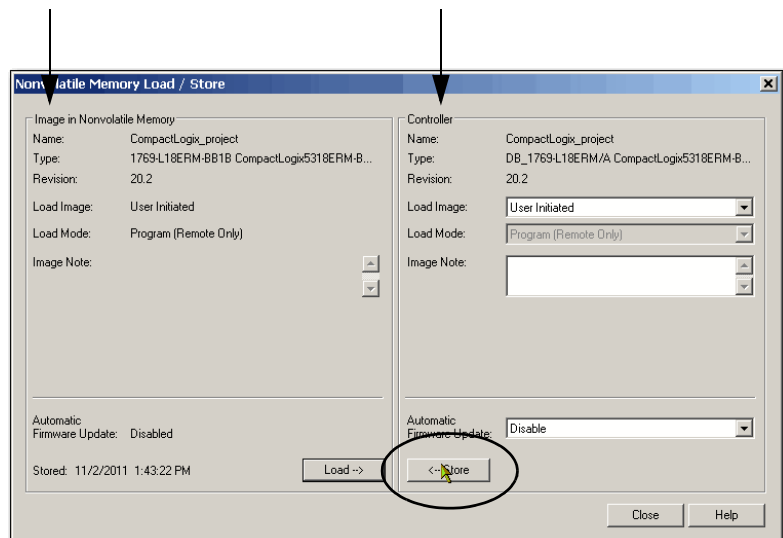 Nonvolatile Memory Load / Store
Image in Nonvolatile Memory
Name: CompactLogix_project
Type: 1769-L18ERM-BB1B CompactLogix5318ERM-B...
Revision: 20.2
Load Image: User Initiated
Load Mode: Program (Remote Only)
Image Note:
Automatic
Firmware Update: Disabled
Stored: 11/2/2011 1:43:22 PM
Load -->
Controller
Name: CompactLogix_project
Type: DB_1769-L18ERM/A CompactLogix5318ERM-B...
Revision: 20.2
Load Image: User Initiated
Load Mode: Program (Remote Only)
Image Note:
Automatic
Firmware Update: Disable
<-- Store
Close
Help